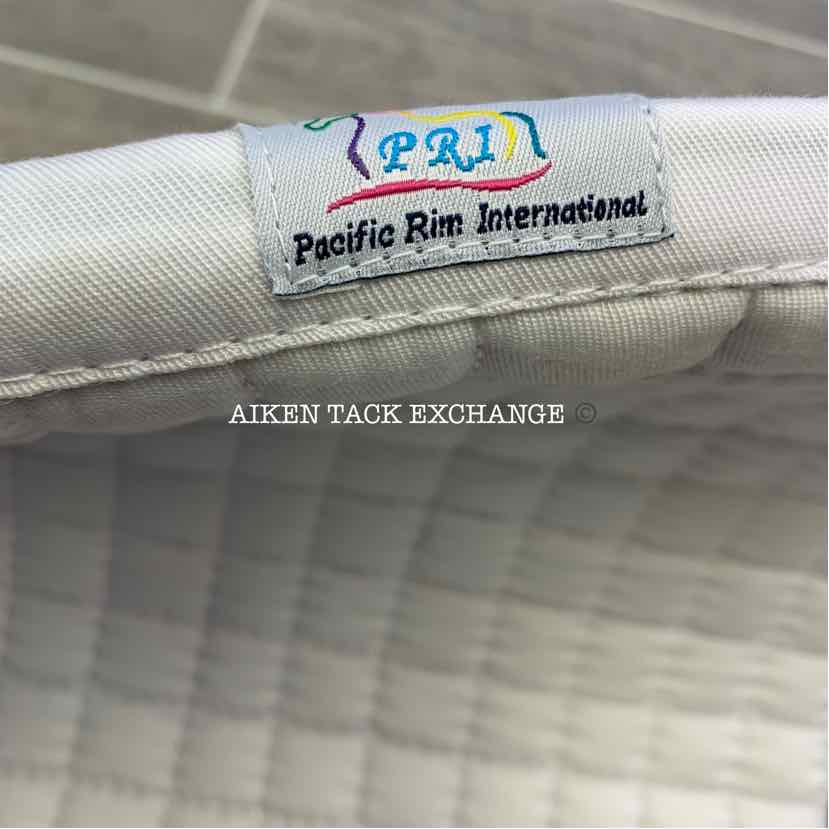 PRI
Pacific Rim International
AIKEN TACK EXCHANGE ©